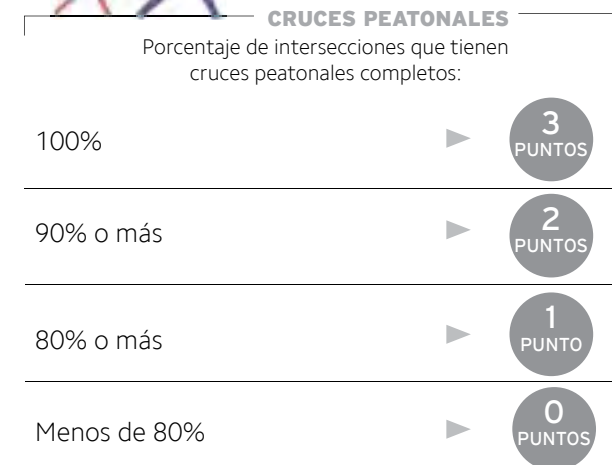 CRUCES PEATONALES
Porcentaje de intersecciones que tienen
cruces peatonales completos:
100%
3
PUNTOS
90% o más
2
PUNTOS
80% o más
1
PUNTO
Menos de 80%
0
PUNTOS